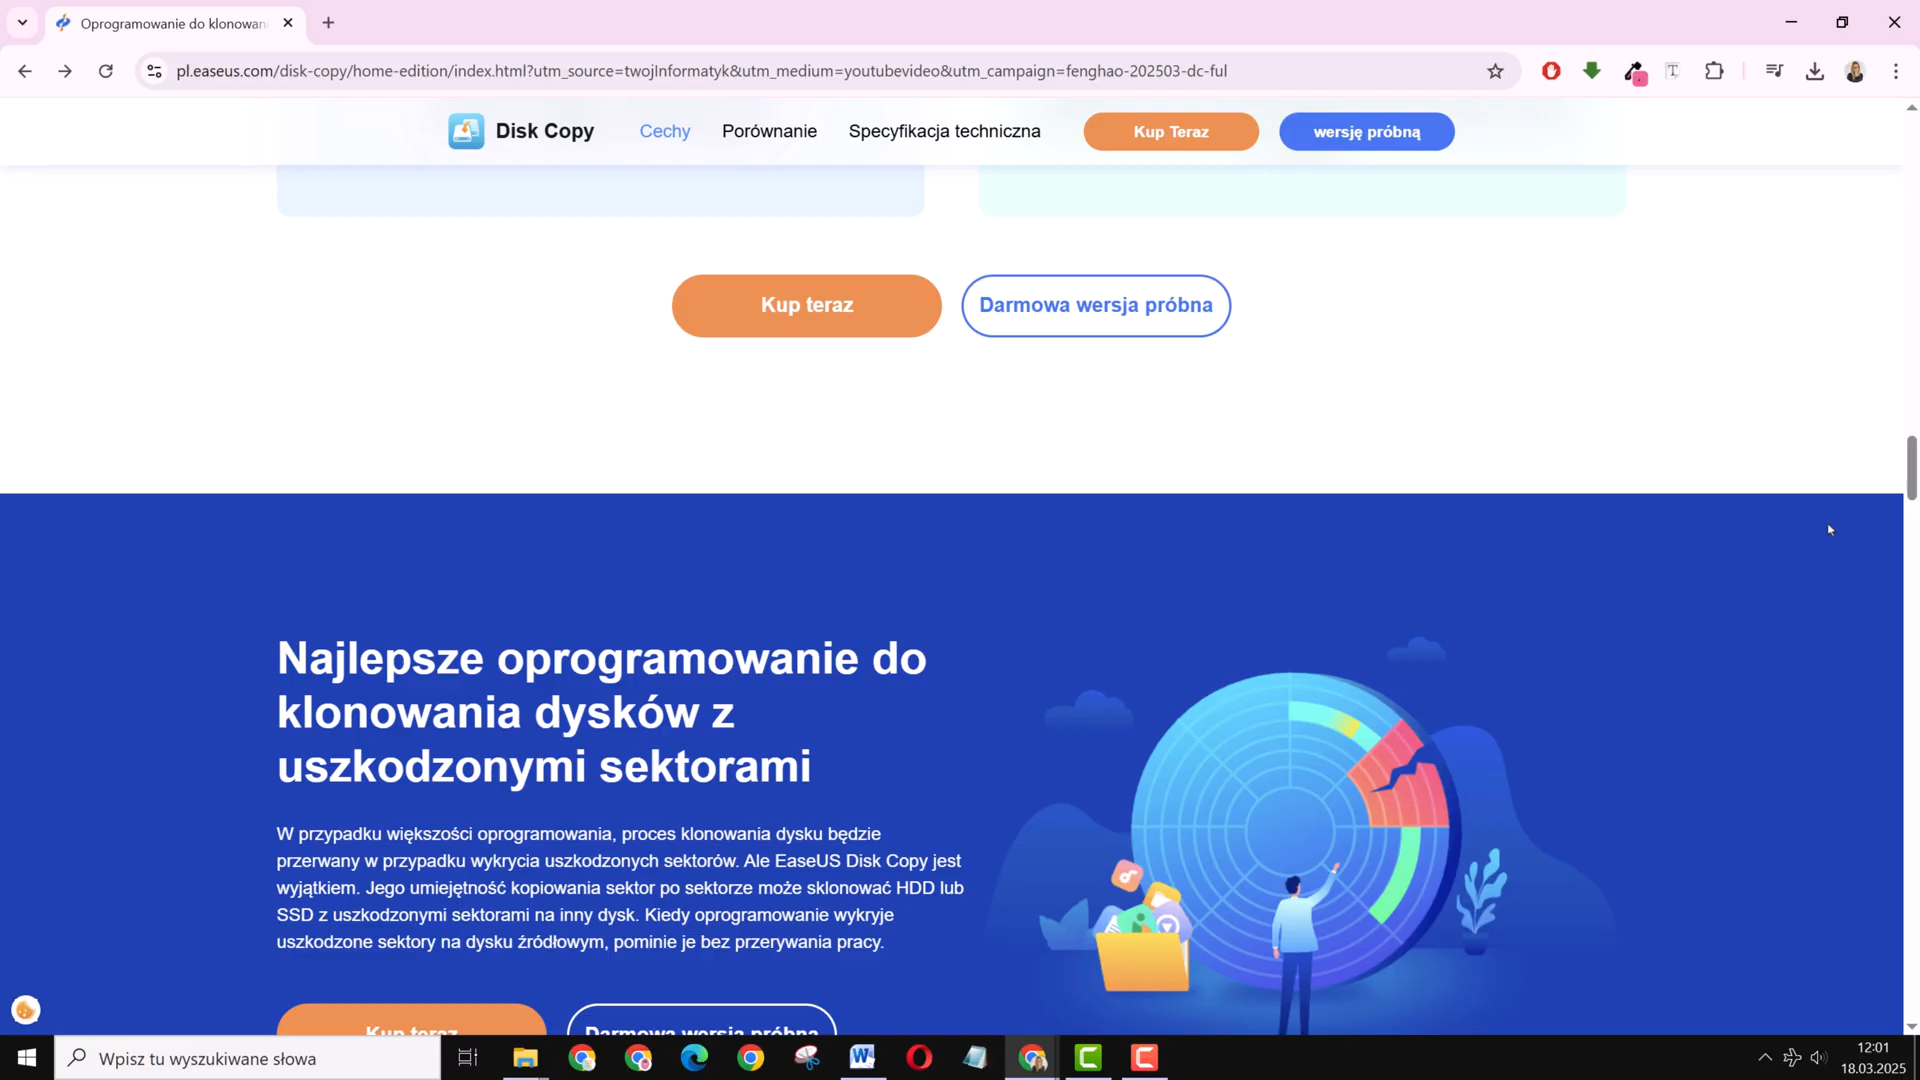 Oprogramowanie do klonowan
pl.easeus.com/disk-copy/home-edition/index.html?utm_source=twojInformatyk&utm_medium=youtubevideo&utm_campaign=fenghao-202503-dc-ful
Disk Copy Cechy Porównanie Specyfikacja techniczna Kup Teraz wersję próbną
Kup teraz Darmowa wersja próbna
Najlepsze oprogramowanie do
klonowania dysków z
uszkodzonymi sektorami
W przypadku większości oprogramowania, proces klonowania dysku będzie
przerwany w przypadku wykrycia uszkodzonych sektorów. Ale EaseUS Disk Copy jest
wyjątkiem. Jego umiejętność kopiowania sektor po sektorze może sklonować HDD lub
SSD z uszkodzonymi sektorami na inny dysk. Kiedy oprogramowanie wykryje
uszkodzone sektory na dysku źródłowym, pominie je bez przerywania pracy.
Kup teraz Darmowa wersja próbna
Wpisz tu wyszukiwane słowa
12:01
18.03.2025